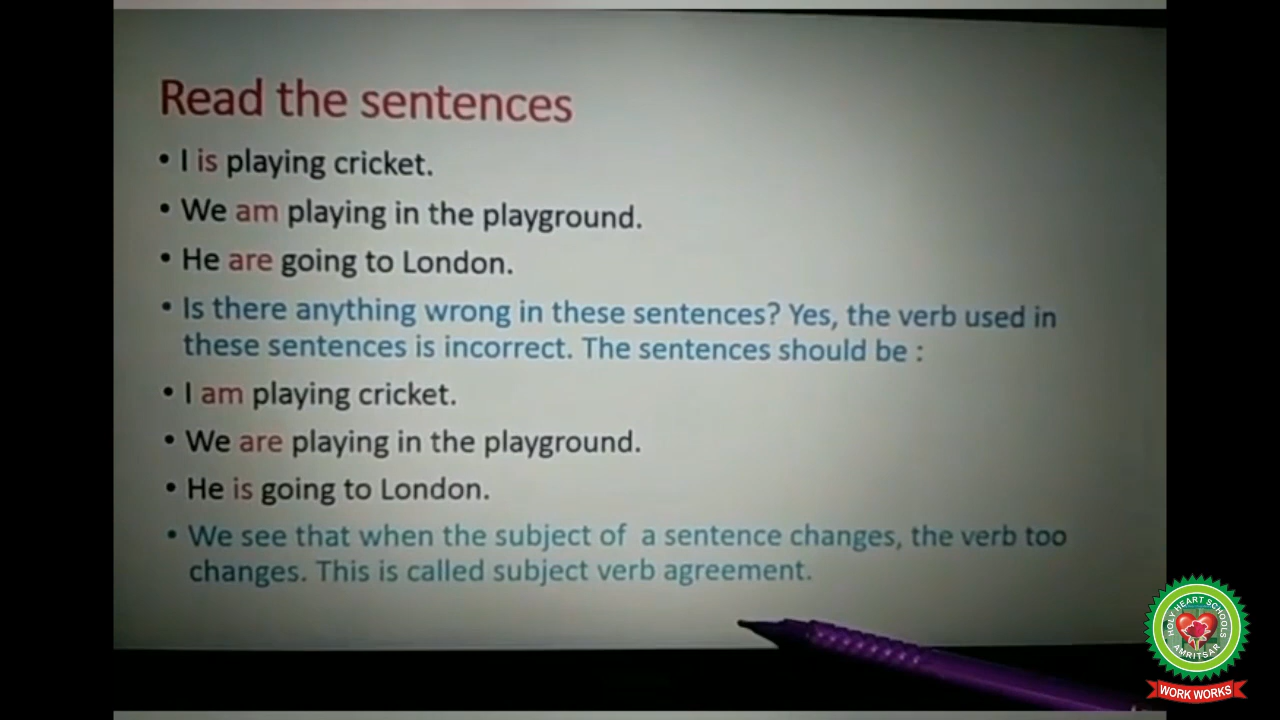 Read the sentences
• I is playing cricket.
• We am playing in the playground.
• He are going to London.
• Is there anything wrong in these sentences? Yes, the verb used in
these sentences is incorrect. The sentences should be :
• I am playing cricket.
• We are playing in the playground.
• He is going to London.
• We see that when the subject of a sentence changes, the verb too
changes. This is called subject verb agreement.
HOLY HEART SCHOOLS
AMRITSAR
WORK WORKS